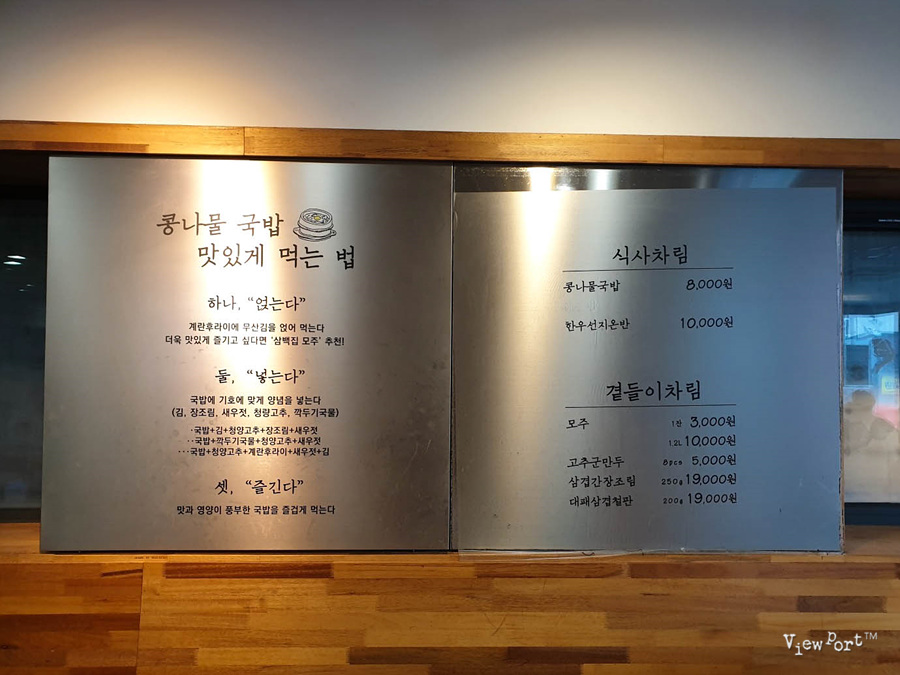 콩나물 국밥
맛있게 먹는 법
하나, “얹는다”
계란후라이에 무산김을 얹어 먹는다
더욱 맛있게 즐기고 싶다면 '삼백집 모주' 추천!
둘, “넣는다”
국밥에 기호에 맞게 양념을 넣는다
(김, 장조림, 새우젓, 청량고추, 깍두기국물)
·국밥+김+청양고추+장조림+새우젓
··국밥+깍두기국물+청양고추+새우젓
···국밥+청양고추+계란후라이+새우젓+김
셋, “즐긴다”
맛과 영양이 풍부한 국밥을 즐겁게 먹는다
식사차림
콩나물국밥 8,000원
한우선지온반 10,000원
곁들이차림
모주 1잔 3,000원
1.2L 10,000원
고추군만두 8pcs 5,000원
삼겹간장조림 250g 19,000원
대패삼겹철판 200g 19,000원
ViewPort™